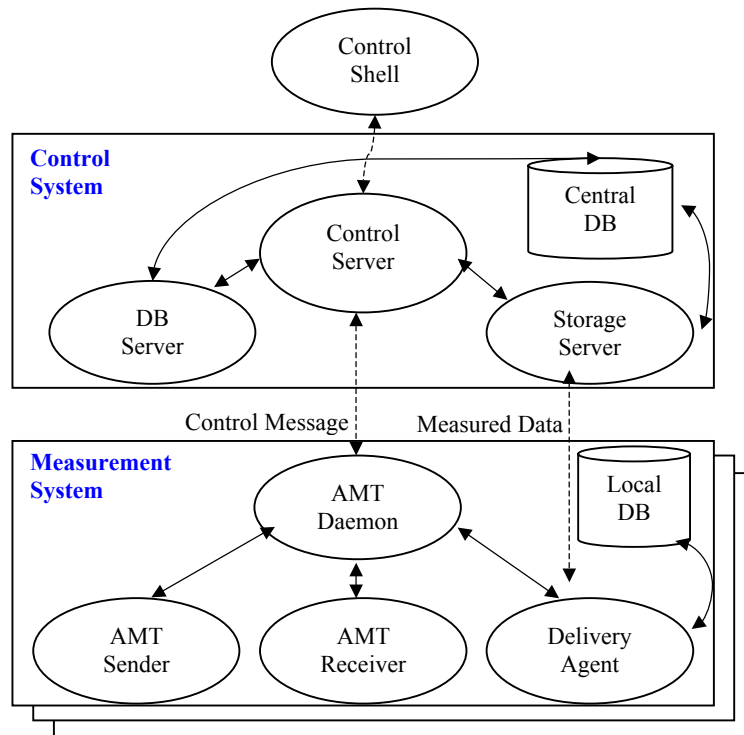 Control
Shell
Control
System
Central
DB
Control
Server
DB
Server
Storage
Server
Control Message
Measured Data
Measurement
System
Local
DB
AMT
Daemon
AMT
Sender
AMT
Receiver
Delivery
Agent